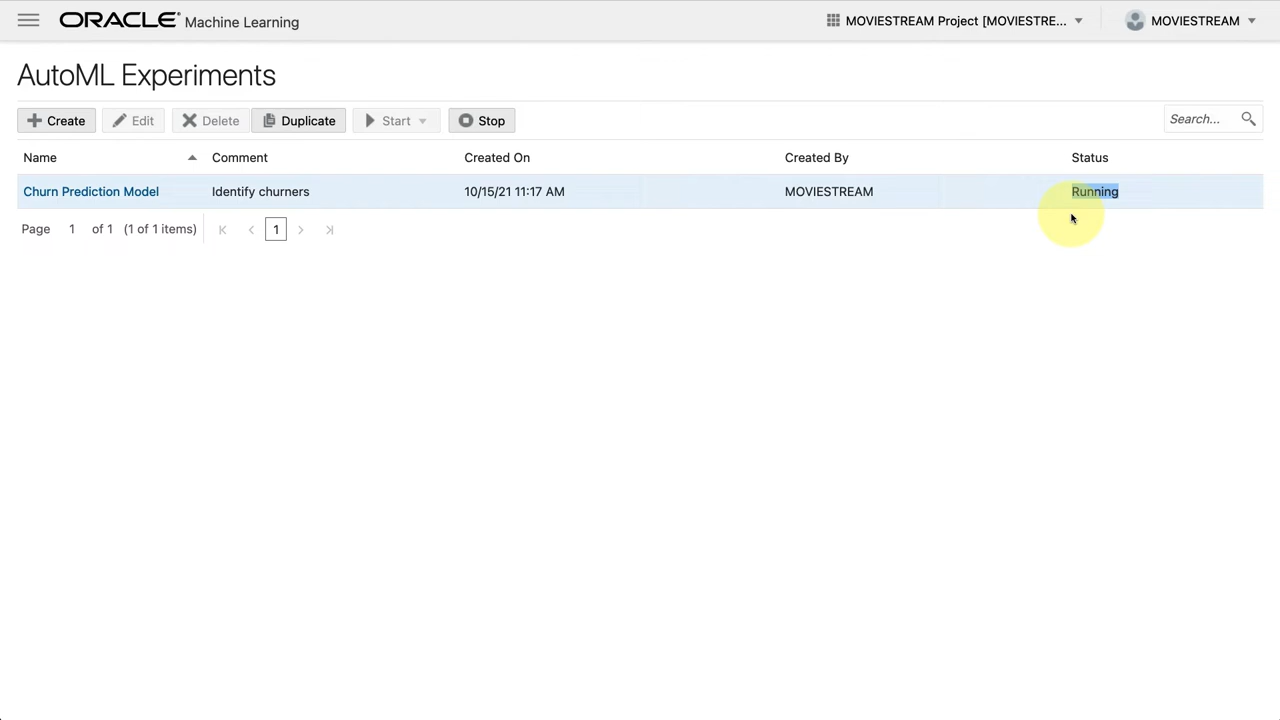 ORACLE Machine Learning MOVIESTREAM Project [MOVIESTRE... MOVIESTREAM
AutoML Experiments
Create Edit Delete Duplicate Start Stop Search...
Name Comment Created On Created By Status
Churn Prediction Model Identify churners 10/15/21 11:17 AM MOVIESTREAM Running
Page 1 of 1 (1 of 1 items) 1